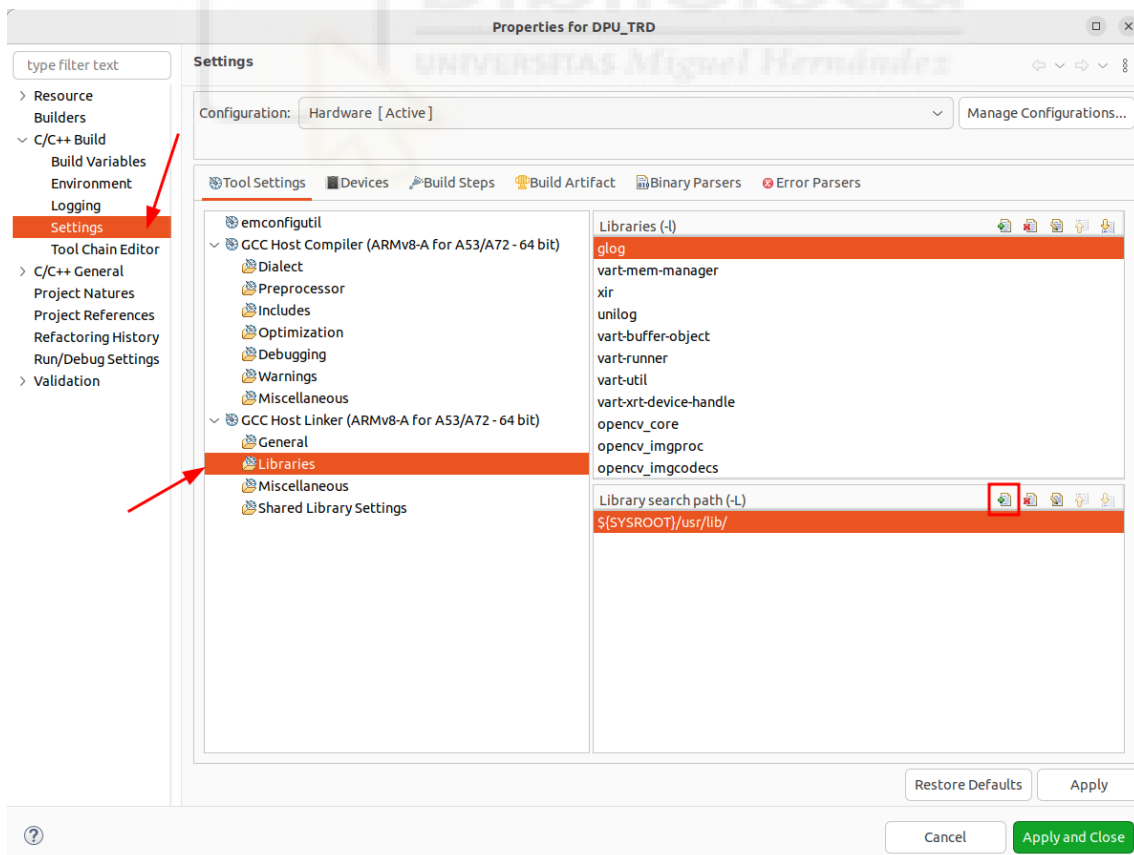 Properties for DPU_TRD
type filter text
Settings
UNIVERSITAS Miguel Hernández
Resource
Builders
C/C++ Build
Build Variables
Environment
Logging
Settings
Tool Chain Editor
C/C++ General
Project Natures
Project References
Refactoring History
Run/Debug Settings
Validation
Configuration: Hardware [ Active ]
Manage Configurations...
Tool Settings Devices Build Steps Build Artifact Binary Parsers Error Parsers
emconfigutil
GCC Host Compiler (ARMv8-A for A53/A72 - 64 bit)
Dialect
Preprocessor
Includes
Optimization
Debugging
Warnings
Miscellaneous
GCC Host Linker (ARMv8-A for A53/A72 - 64 bit)
General
Libraries
Miscellaneous
Shared Library Settings
Libraries (-l)
glog
vart-mem-manager
xir
unilog
vart-buffer-object
vart-runner
vart-util
vart-xrt-device-handle
opencv_core
opencv_imgproc
opencv_imgcodecs
Library search path (-L)
${SYSROOT}/usr/lib/
Restore Defaults Apply
Cancel Apply and Close